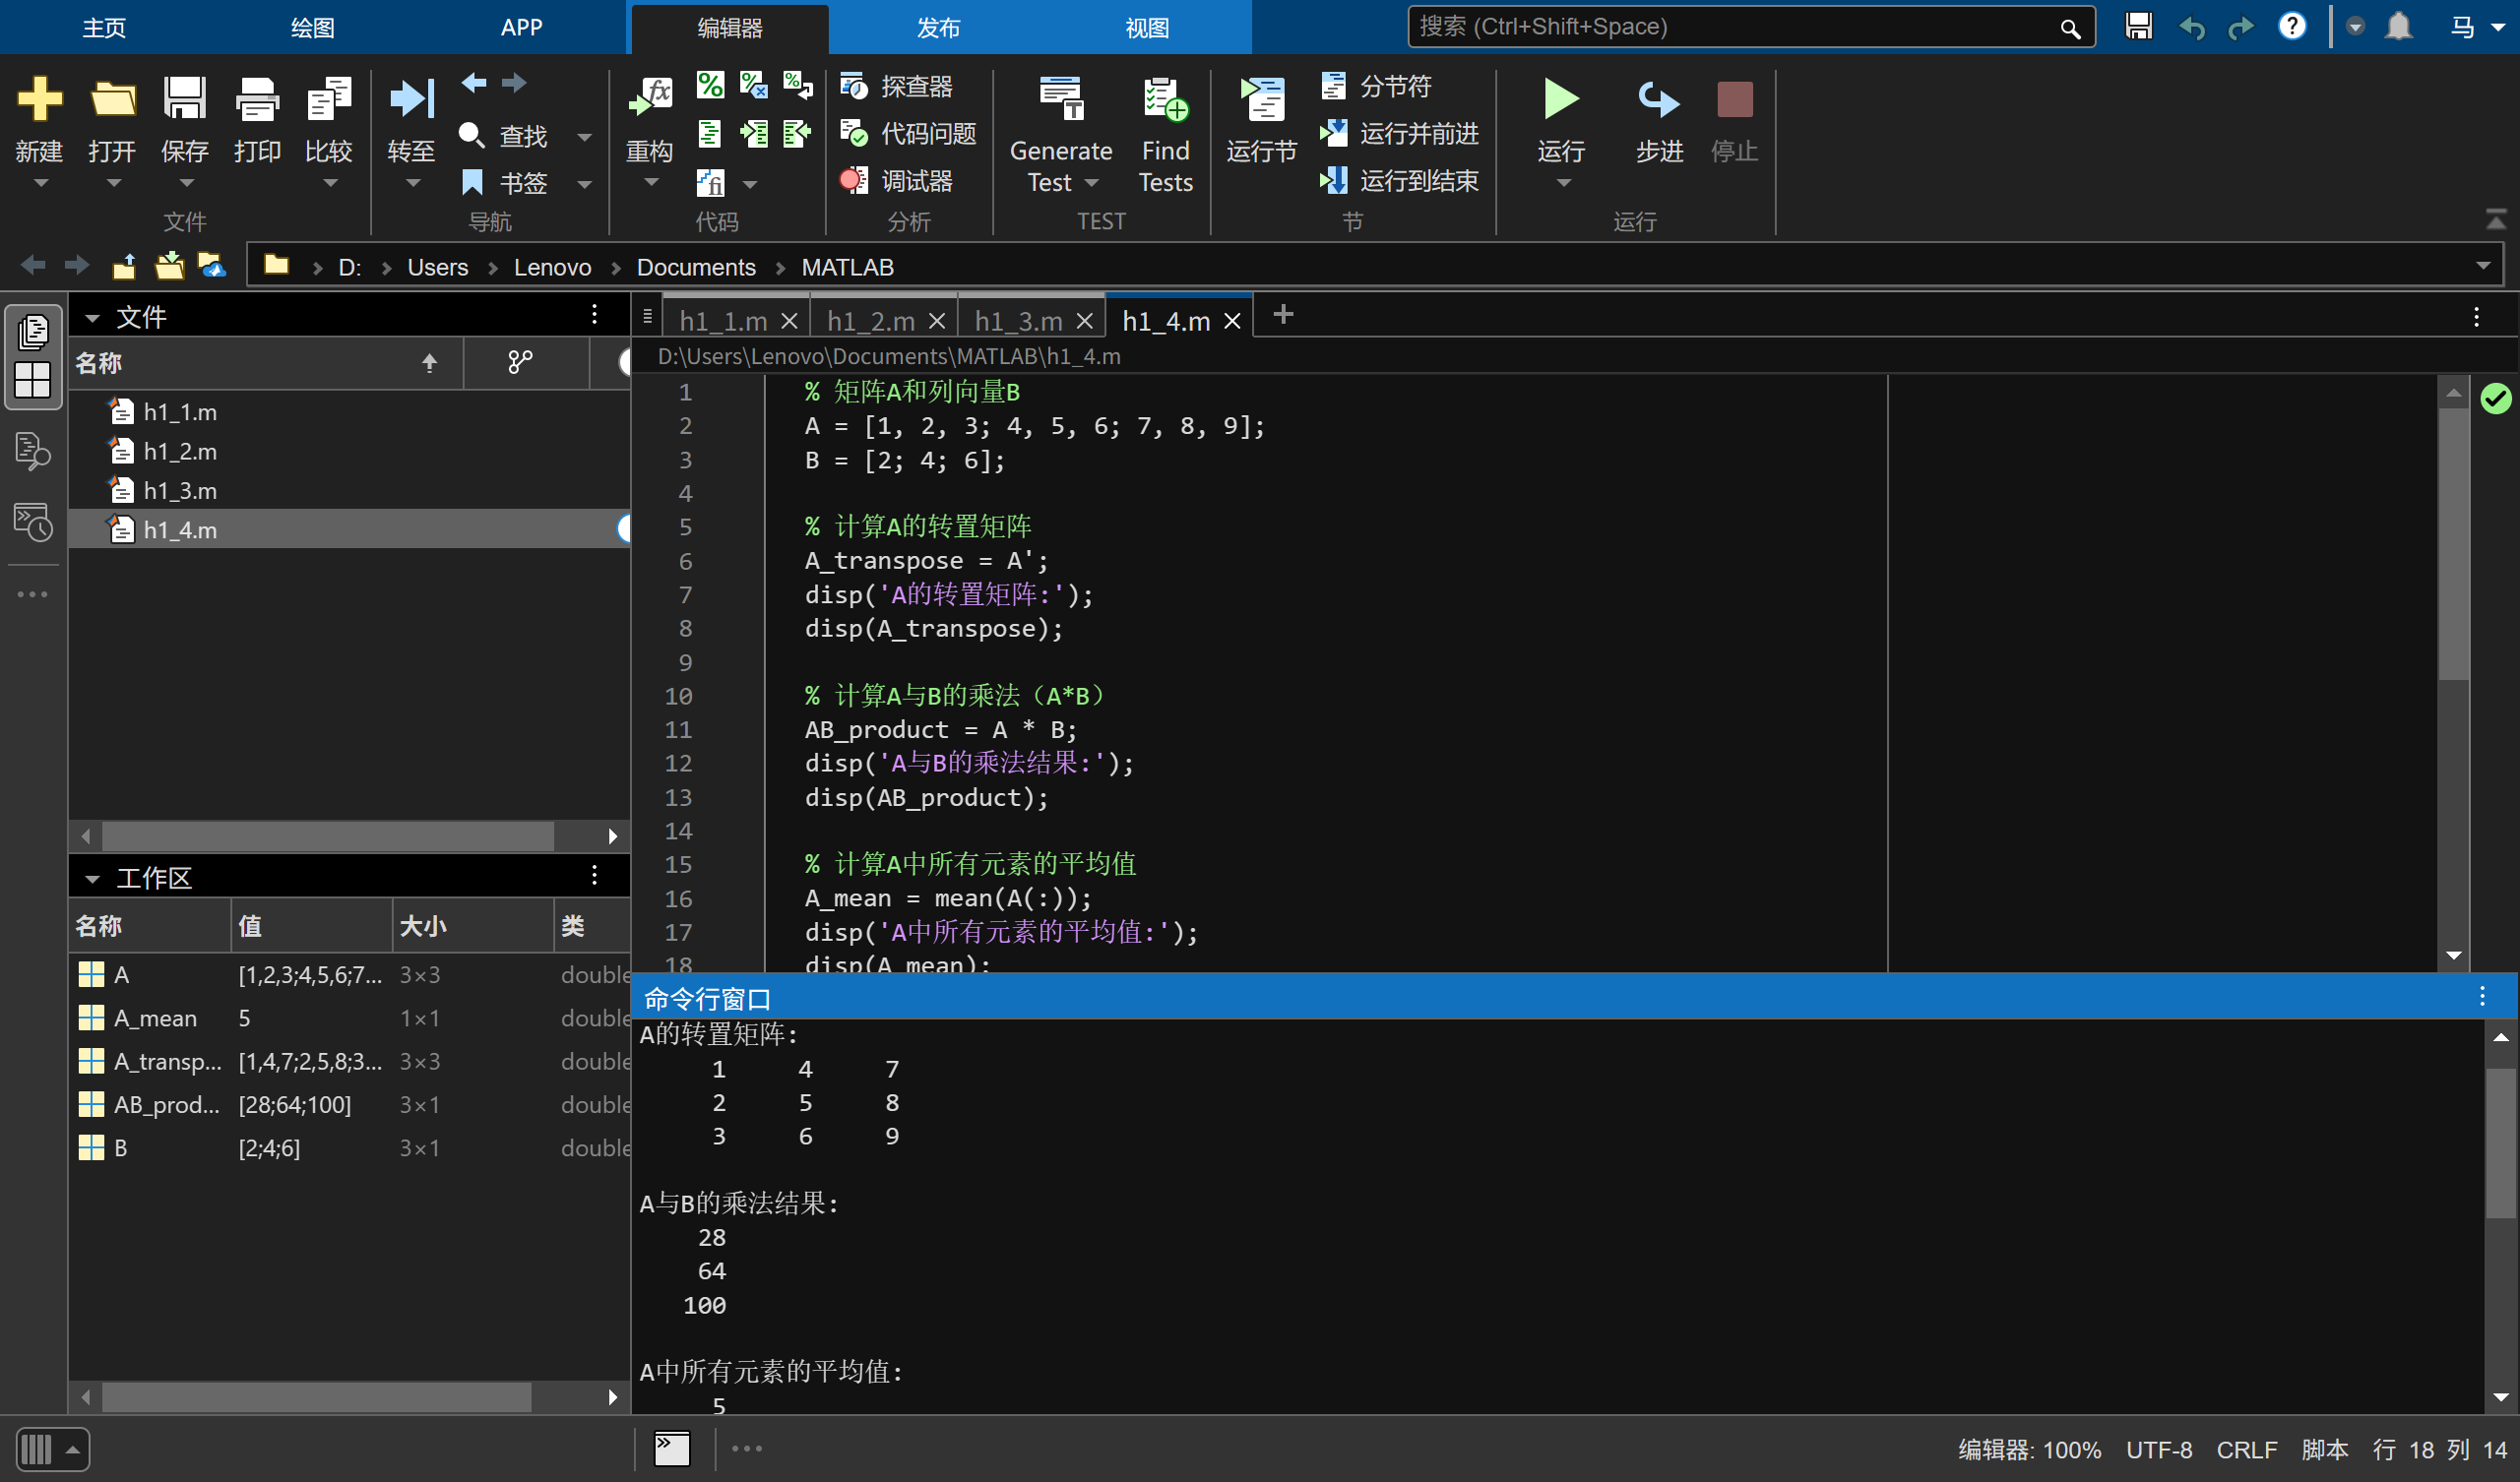 主页 绘图 APP 编辑器 发布 视图 搜索 (Ctrl+Shift+Space) 马
新建 打开 保存 打印 比较 转至 查找 书签 重构 探查器 代码问题 调试器 Generate Test Find Tests 运行节 分节符 运行并前进 运行到结束 运行 步进 停止
文件 导航 代码 分析 TEST 节 运行
D: Users Lenovo Documents MATLAB
文件
名称
h1_1.m
h1_2.m
h1_3.m
h1_4.m
工作区
名称 值 大小 类
A [1,2,3;4,5,6;7... 3×3 double
A_mean 5 1×1 double
A_transp... [1,4,7;2,5,8;3... 3×3 double
AB_prod... [28;64;100] 3×1 double
B [2;4;6] 3×1 double
h1_1.m h1_2.m h1_3.m h1_4.m
D:\Users\Lenovo\Documents\MATLAB\h1_4.m
1 % 矩阵A和列向量B
2 A = [1, 2, 3; 4, 5, 6; 7, 8, 9];
3 B = [2; 4; 6];
4
5 % 计算A的转置矩阵
6 A_transpose = A';
7 disp('A的转置矩阵:');
8 disp(A_transpose);
9
10 % 计算A与B的乘法（A*B）
11 AB_product = A * B;
12 disp('A与B的乘法结果:');
13 disp(AB_product);
14
15 % 计算A中所有元素的平均值
16 A_mean = mean(A(:));
17 disp('A中所有元素的平均值:');
18 disp(A_mean);
命令行窗口
A的转置矩阵:
1 4 7
2 5 8
3 6 9
A与B的乘法结果:
28
64
100
A中所有元素的平均值:
5
编辑器: 100% UTF-8 CRLF 脚本 行 18 列 14